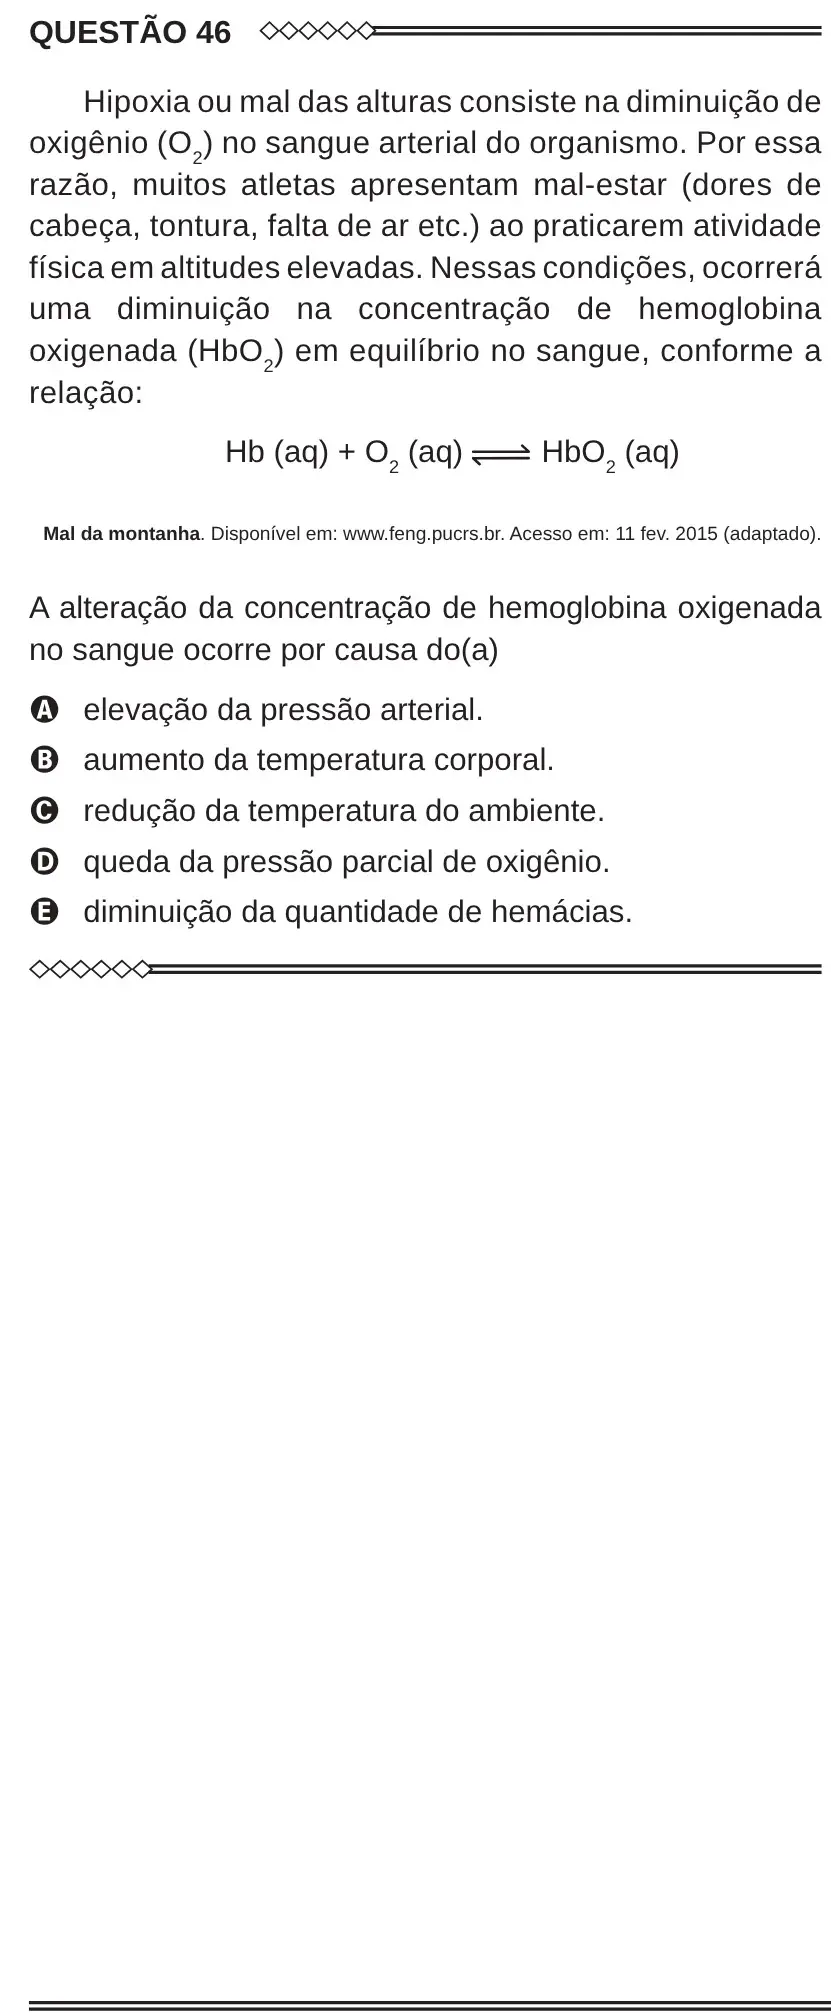 QUESTÃO 46
Hipoxia ou mal das alturas consiste na diminuição de
oxigênio (O2) no sangue arterial do organismo. Por essa
razão, muitos atletas apresentam mal-estar (dores de
cabeça, tontura, falta de ar etc.) ao praticarem atividade
física em altitudes elevadas. Nessas condições, ocorrerá
uma diminuição na concentração de hemoglobina
oxigenada (HbO2) em equilíbrio no sangue, conforme a
relação:
Hb (aq) + O2 (aq) ⇌ HbO2 (aq)
Mal da montanha. Disponível em: www.feng.pucrs.br. Acesso em: 11 fev. 2015 (adaptado).
A alteração da concentração de hemoglobina oxigenada
no sangue ocorre por causa do(a)
A elevação da pressão arterial.
B aumento da temperatura corporal.
C redução da temperatura do ambiente.
D queda da pressão parcial de oxigênio.
E diminuição da quantidade de hemácias.